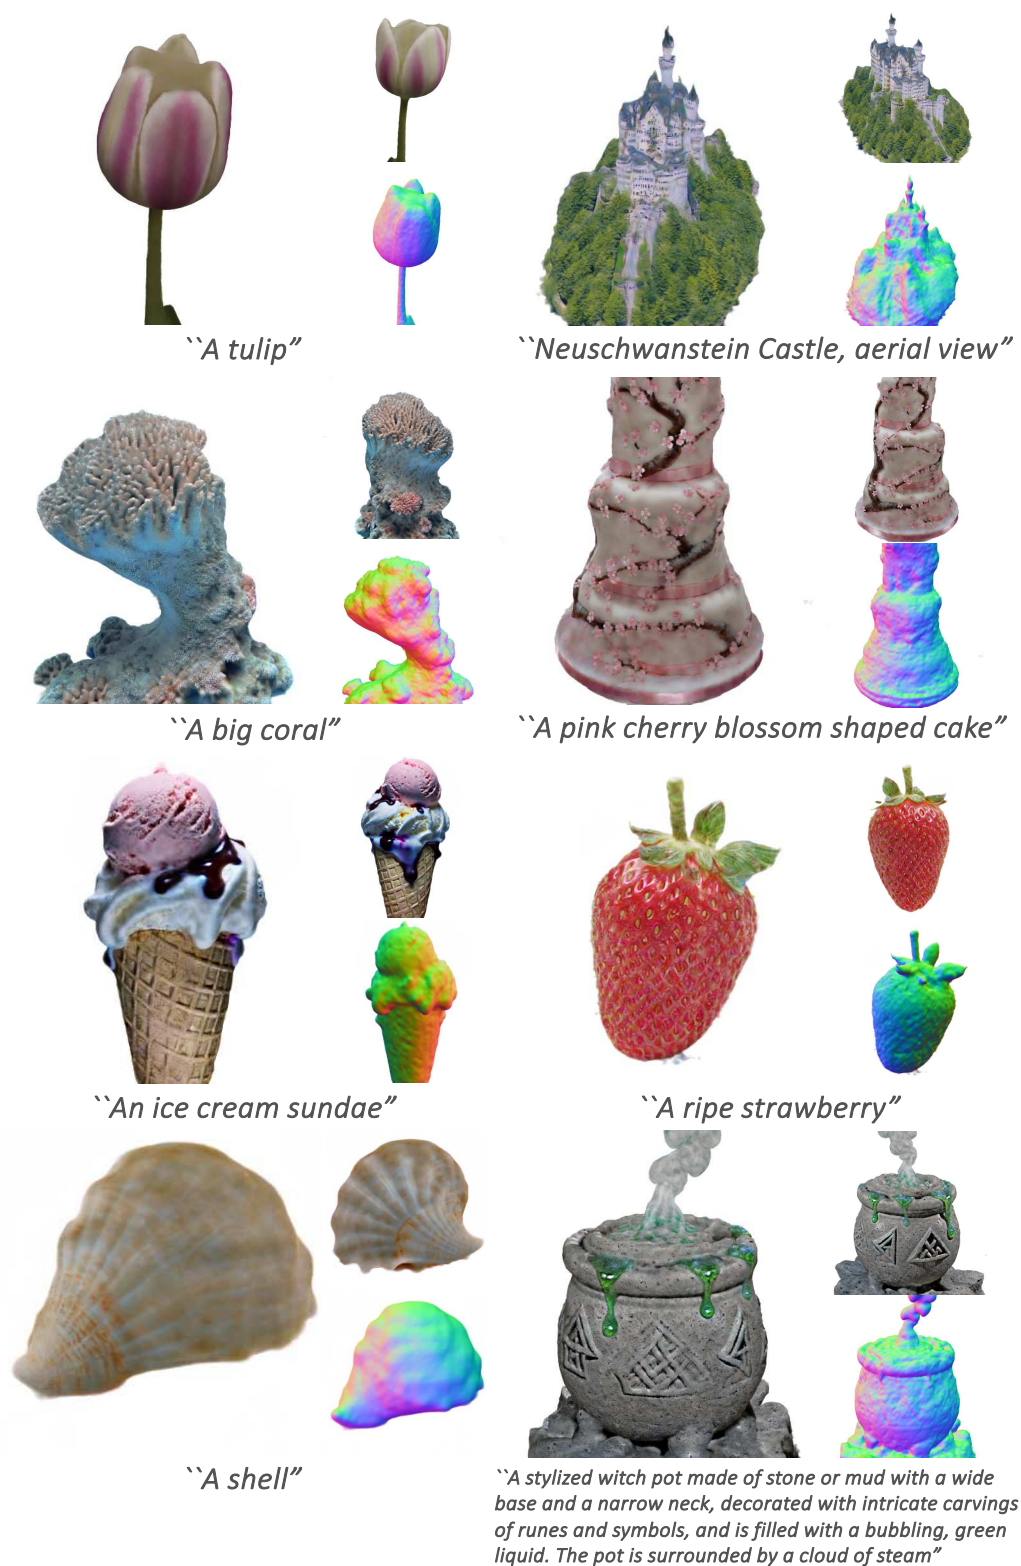 ``A tulip”
``Neuschwanstein Castle, aerial view”
``A big coral”
``A pink cherry blossom shaped cake”
``An ice cream sundae”
``A ripe strawberry”
``A shell”
``A stylized witch pot made of stone or mud with a wide
base and a narrow neck, decorated with intricate carvings
of runes and symbols, and is filled with a bubbling, green
liquid. The pot is surrounded by a cloud of steam”